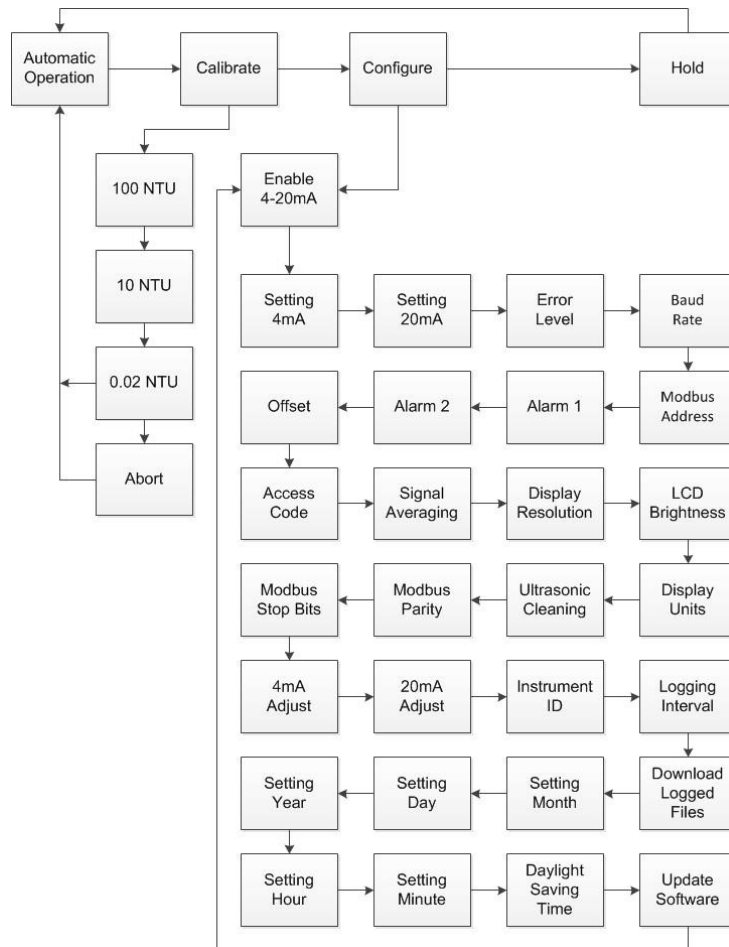 Automatic
Operation
Calibrate
Configure
Hold
100 NTU
Enable
4-20mA
10 NTU
Setting
4mA
Setting
20mA
Error
Level
Baud
Rate
0.02 NTU
Offset
Alarm 2
Alarm 1
Modbus
Address
Abort
Access
Code
Signal
Averaging
Display
Resolution
LCD
Brightness
Modbus
Stop Bits
Modbus
Parity
Ultrasonic
Cleaning
Display
Units
4mA
Adjust
20mA
Adjust
Instrument
ID
Logging
Interval
Setting
Year
Setting
Day
Setting
Month
Download
Logged
Files
Setting
Hour
Setting
Minute
Daylight
Saving
Time
Update
Software